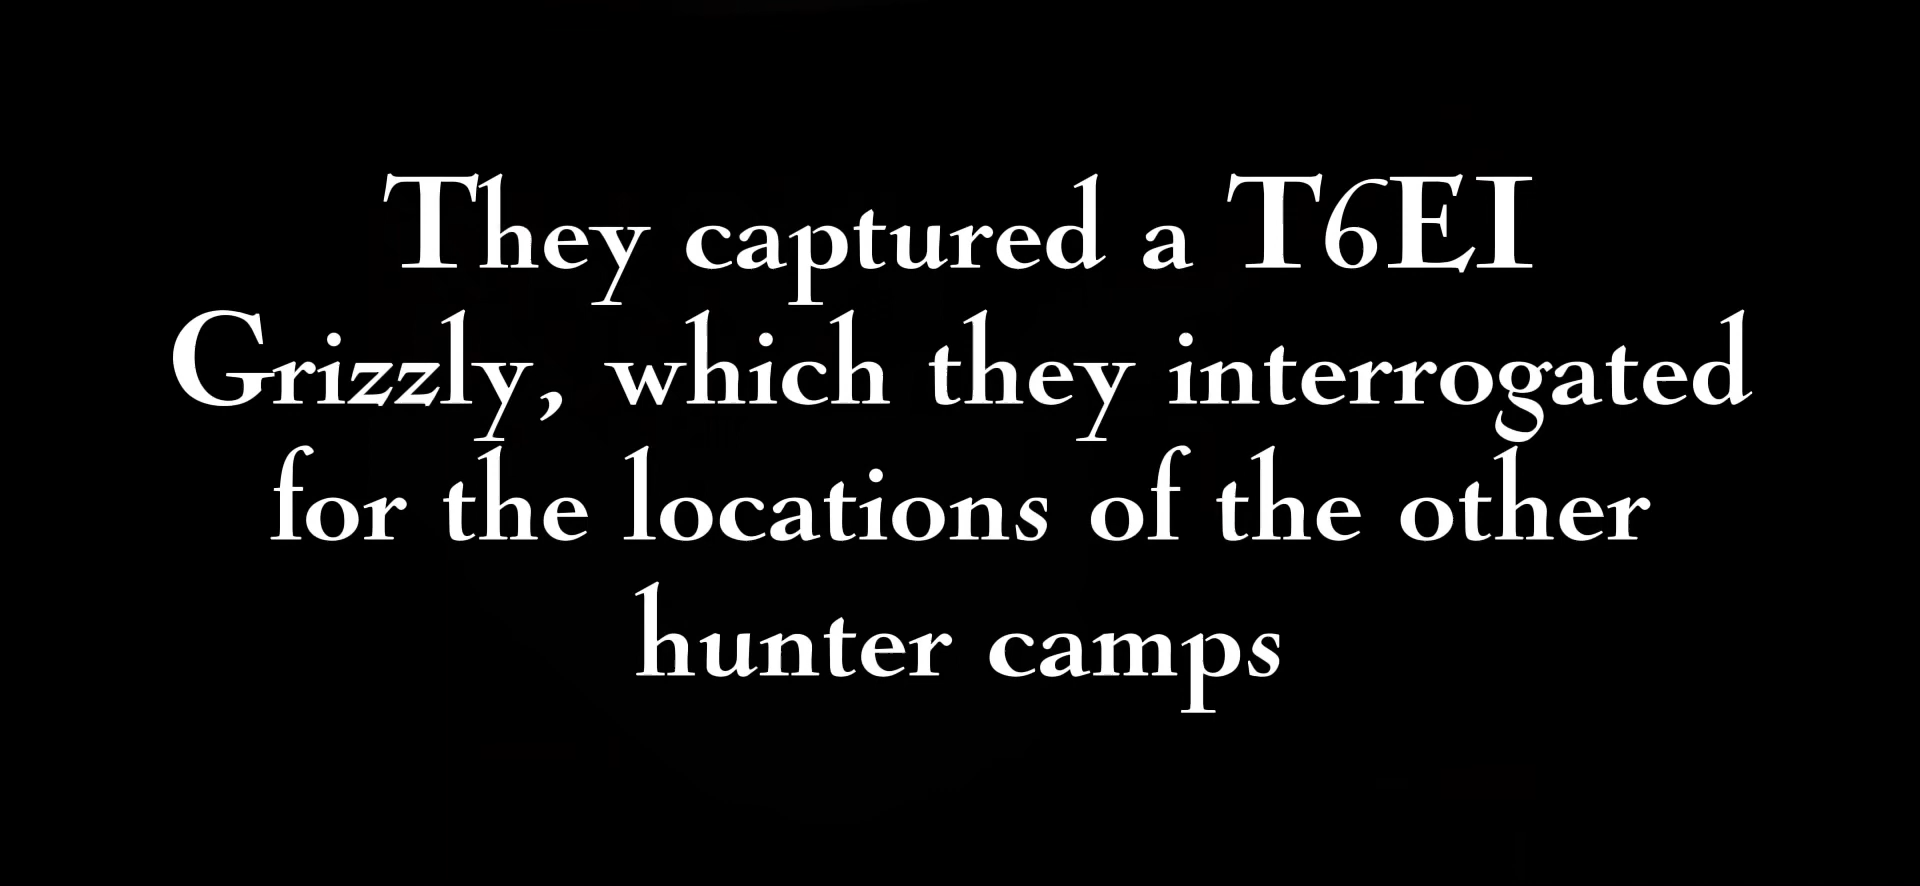 They captured a T6EI
Grizzly, which they interrogated
for the locations of the other
hunter camps